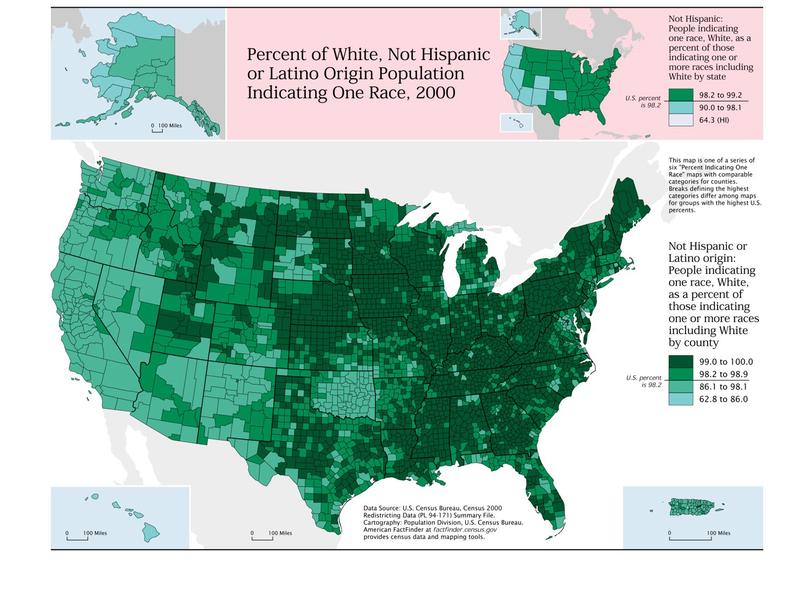 Percent of White, Not Hispanic
or Latino Origin Population
Indicating One Race, 2000
0 100 Miles
Not Hispanic:
People indicating
one race, White, as a
percent of those
indicating one or
more races including
White by state
U.S. percent
is 98.2
98.2 to 99.2
90.0 to 98.1
64.3 (HI)
This map is one of a series of
six "Percent Indicating One
Race" maps with comparable
categories for counties.
Breaks defining the highest
categories differ among maps
for groups with the highest U.S.
percents.
Not Hispanic or
Latino origin:
People indicating
one race, White,
as a percent of
those indicating
one or more races
including White
by county
U.S. percent
is 98.2
99.0 to 100.0
98.2 to 98.9
86.1 to 98.1
62.8 to 86.0
0 100 Miles
0 100 Miles
Data Source: U.S. Census Bureau, Census 2000
Redistricting Data (PL 94-171) Summary File.
Cartography: Population Division, U.S. Census Bureau.
American FactFinder at factfinder.census.gov
provides census data and mapping tools.
0 100 Miles